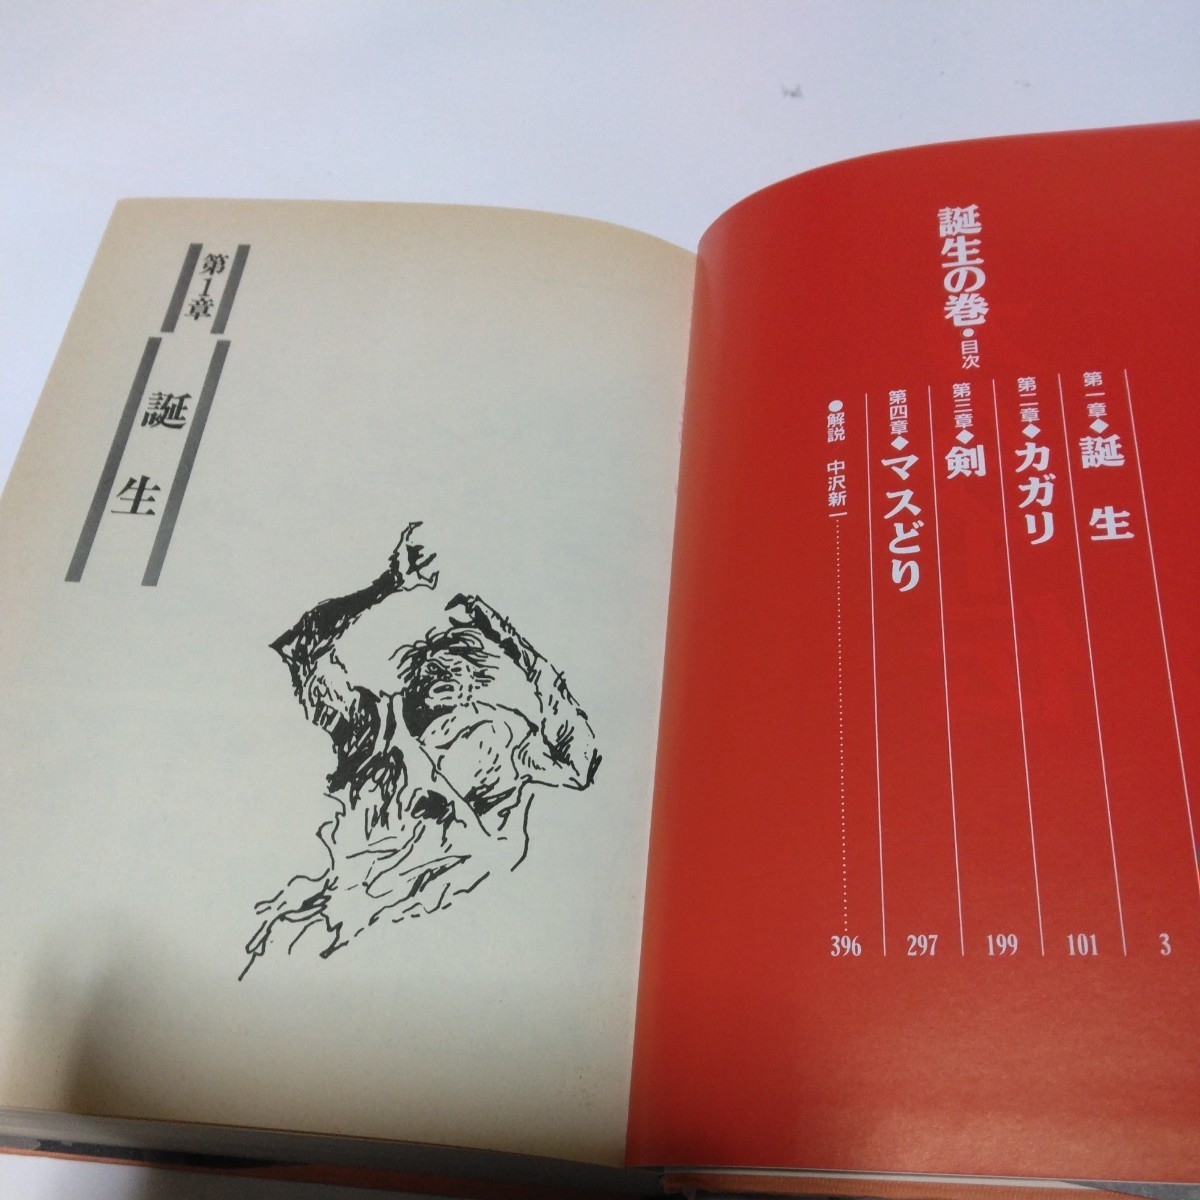 誕生の巻●目次
第一章◆誕生
3
第二章◆カガリ
101
第三章◆剣
199
第四章◆マスどり
297
●解説 中沢新一
396
第1章
誕生